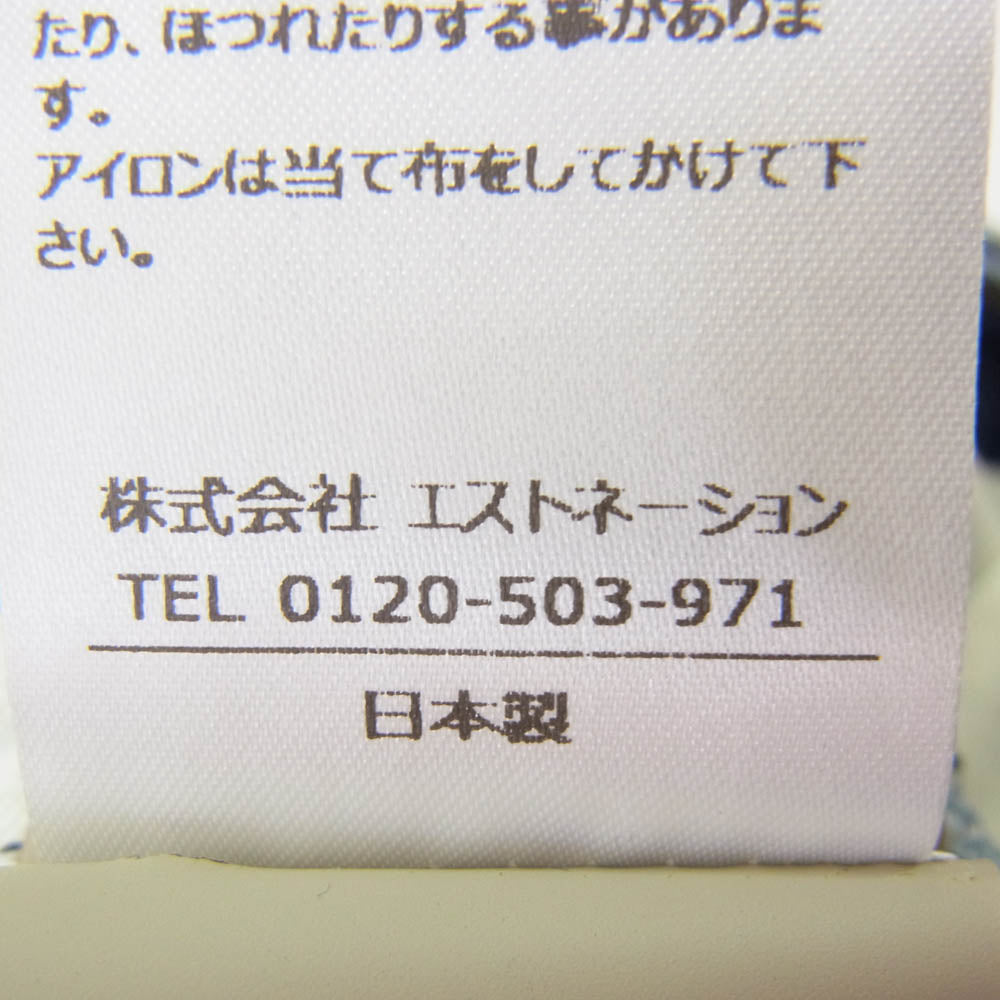 たり、ほつれたりする事がありま
す。
アイロンは当て布をしてかけて下
さい。
株式会社 エストネーション
TEL 0120-503-971
日本製